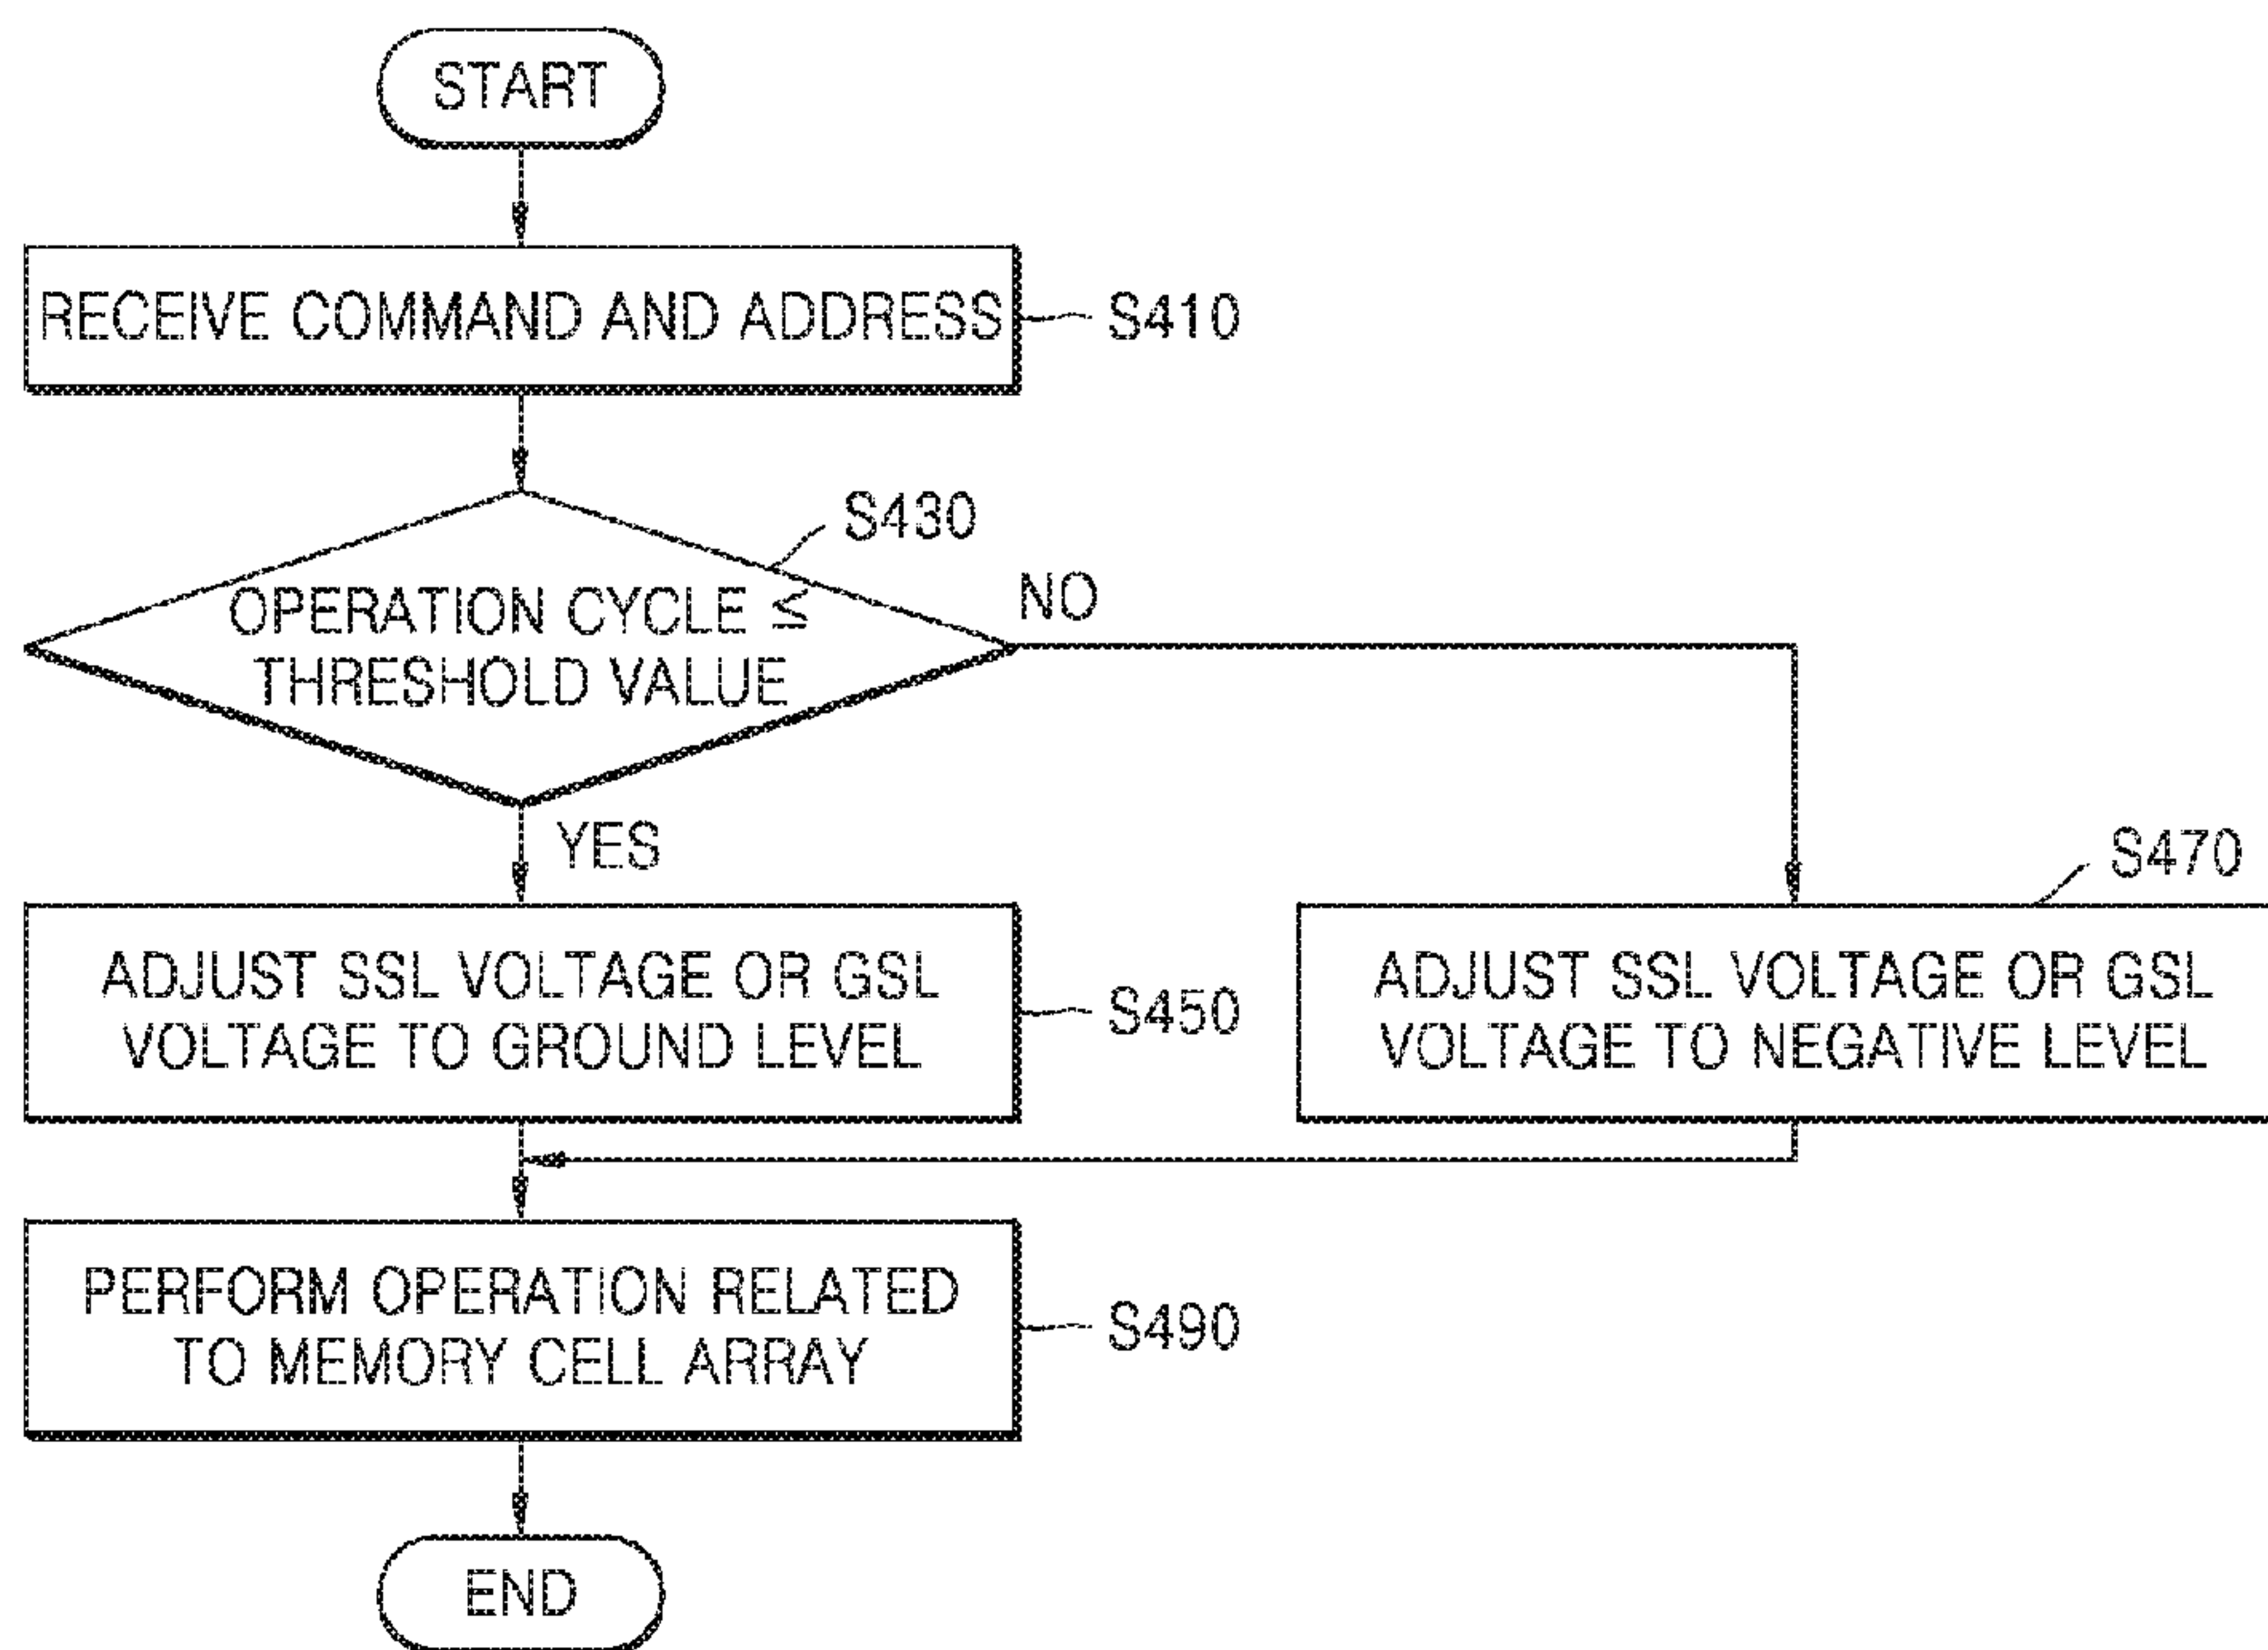 START
RECEIVE COMMAND AND ADDRESS
S410
S430
OPERATION CYCLE ≤
THRESHOLD VALUE
NO
YES
S470
ADJUST SSL VOLTAGE OR GSL
VOLTAGE TO GROUND LEVEL
S450
ADJUST SSL VOLTAGE OR GSL
VOLTAGE TO NEGATIVE LEVEL
PERFORM OPERATION RELATED
TO MEMORY CELL ARRAY
S490
END